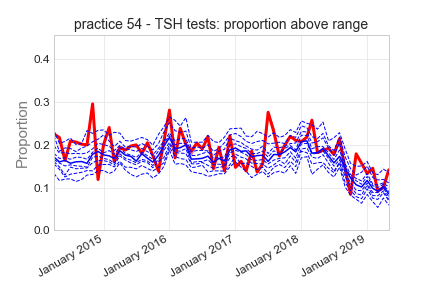 practice 54 - TSH tests: proportion above range
Proportion
0.4
0.3
0.2
0.1
0.0
January 2015
January 2016
January 2017
January 2018
January 2019